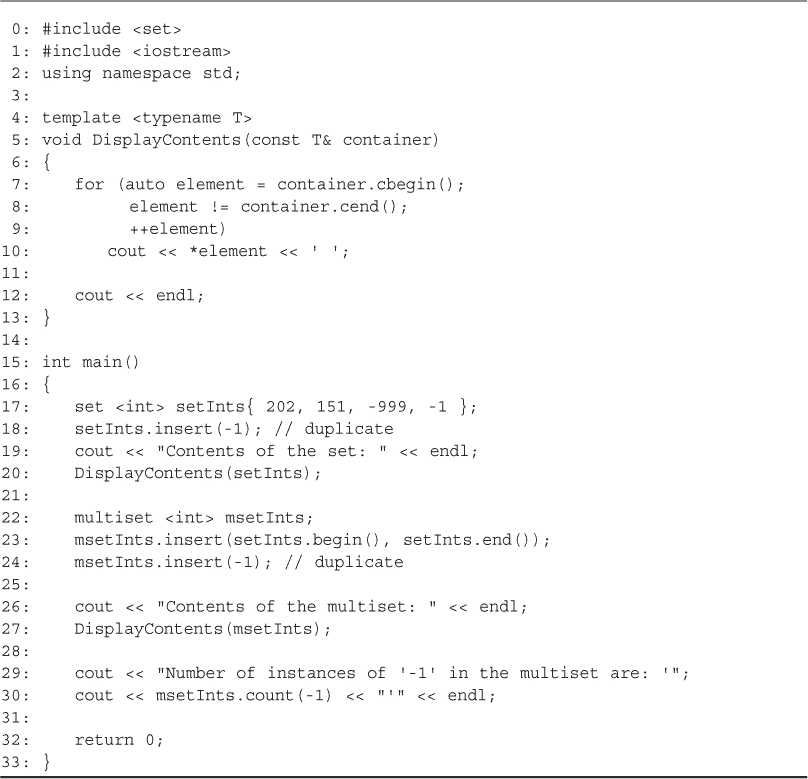 0: #include <set>
1: #include <iostream>
2: using namespace std;
3:
4: template <typename T>
5: void DisplayContents(const T& container)
6: {
7:    for (auto element = container.cbegin();
8:          element != container.cend();
9:          ++element)
10:       cout << *element << ' ';
11:
12:    cout << endl;
13: }
14:
15: int main()
16: {
17:    set <int> setInts{ 202, 151, -999, -1 };
18:    setInts.insert(-1); // duplicate
19:    cout << "Contents of the set: " << endl;
20:    DisplayContents(setInts);
21:
22:    multiset <int> msetInts;
23:    msetInts.insert(setInts.begin(), setInts.end());
24:    msetInts.insert(-1); // duplicate
25:
26:    cout << "Contents of the multiset: " << endl;
27:    DisplayContents(msetInts);
28:
29:    cout << "Number of instances of '-1' in the multiset are: '";
30:    cout << msetInts.count(-1) << "'" << endl;
31:
32:    return 0;
33: }